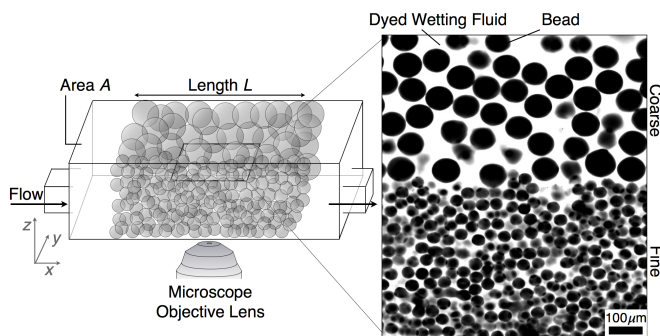 Dyed Wetting Fluid
Bead
Area A
Length L
Coarse
Flow
z
y
x
Fine
Microscope
Objective Lens
100μm